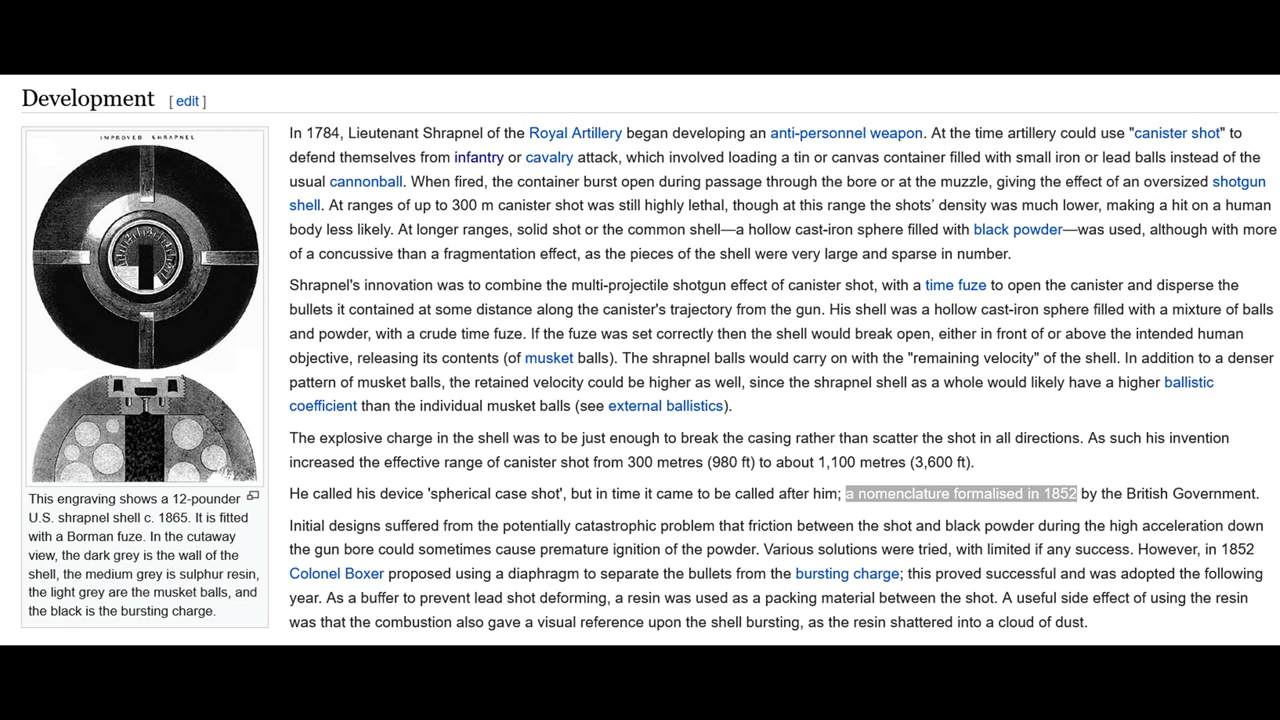 Development [ edit ]
IMPROVED SHRAPNEL
This engraving shows a 12-pounder
U.S. shrapnel shell c. 1865. It is fitted
with a Borman fuze. In the cutaway
view, the dark grey is the wall of the
shell, the medium grey is sulphur resin,
the light grey are the musket balls, and
the black is the bursting charge.
In 1784, Lieutenant Shrapnel of the Royal Artillery began developing an anti-personnel weapon. At the time artillery could use "canister shot" to
defend themselves from infantry or cavalry attack, which involved loading a tin or canvas container filled with small iron or lead balls instead of the
usual cannonball. When fired, the container burst open during passage through the bore or at the muzzle, giving the effect of an oversized shotgun
shell. At ranges of up to 300 m canister shot was still highly lethal, though at this range the shots' density was much lower, making a hit on a human
body less likely. At longer ranges, solid shot or the common shell—a hollow cast-iron sphere filled with black powder—was used, although with more
of a concussive than a fragmentation effect, as the pieces of the shell were very large and sparse in number.
Shrapnel's innovation was to combine the multi-projectile shotgun effect of canister shot, with a time fuze to open the canister and disperse the
bullets it contained at some distance along the canister's trajectory from the gun. His shell was a hollow cast-iron sphere filled with a mixture of balls
and powder, with a crude time fuze. If the fuze was set correctly then the shell would break open, either in front of or above the intended human
objective, releasing its contents (of musket balls). The shrapnel balls would carry on with the "remaining velocity" of the shell. In addition to a denser
pattern of musket balls, the retained velocity could be higher as well, since the shrapnel shell as a whole would likely have a higher ballistic
coefficient than the individual musket balls (see external ballistics).
The explosive charge in the shell was to be just enough to break the casing rather than scatter the shot in all directions. As such his invention
increased the effective range of canister shot from 300 metres (980 ft) to about 1,100 metres (3,600 ft).
He called his device 'spherical case shot', but in time it came to be called after him; a nomenclature formalised in 1852 by the British Government.
Initial designs suffered from the potentially catastrophic problem that friction between the shot and black powder during the high acceleration down
the gun bore could sometimes cause premature ignition of the powder. Various solutions were tried, with limited if any success. However, in 1852
Colonel Boxer proposed using a diaphragm to separate the bullets from the bursting charge; this proved successful and was adopted the following
year. As a buffer to prevent lead shot deforming, a resin was used as a packing material between the shot. A useful side effect of using the resin
was that the combustion also gave a visual reference upon the shell bursting, as the resin shattered into a cloud of dust.